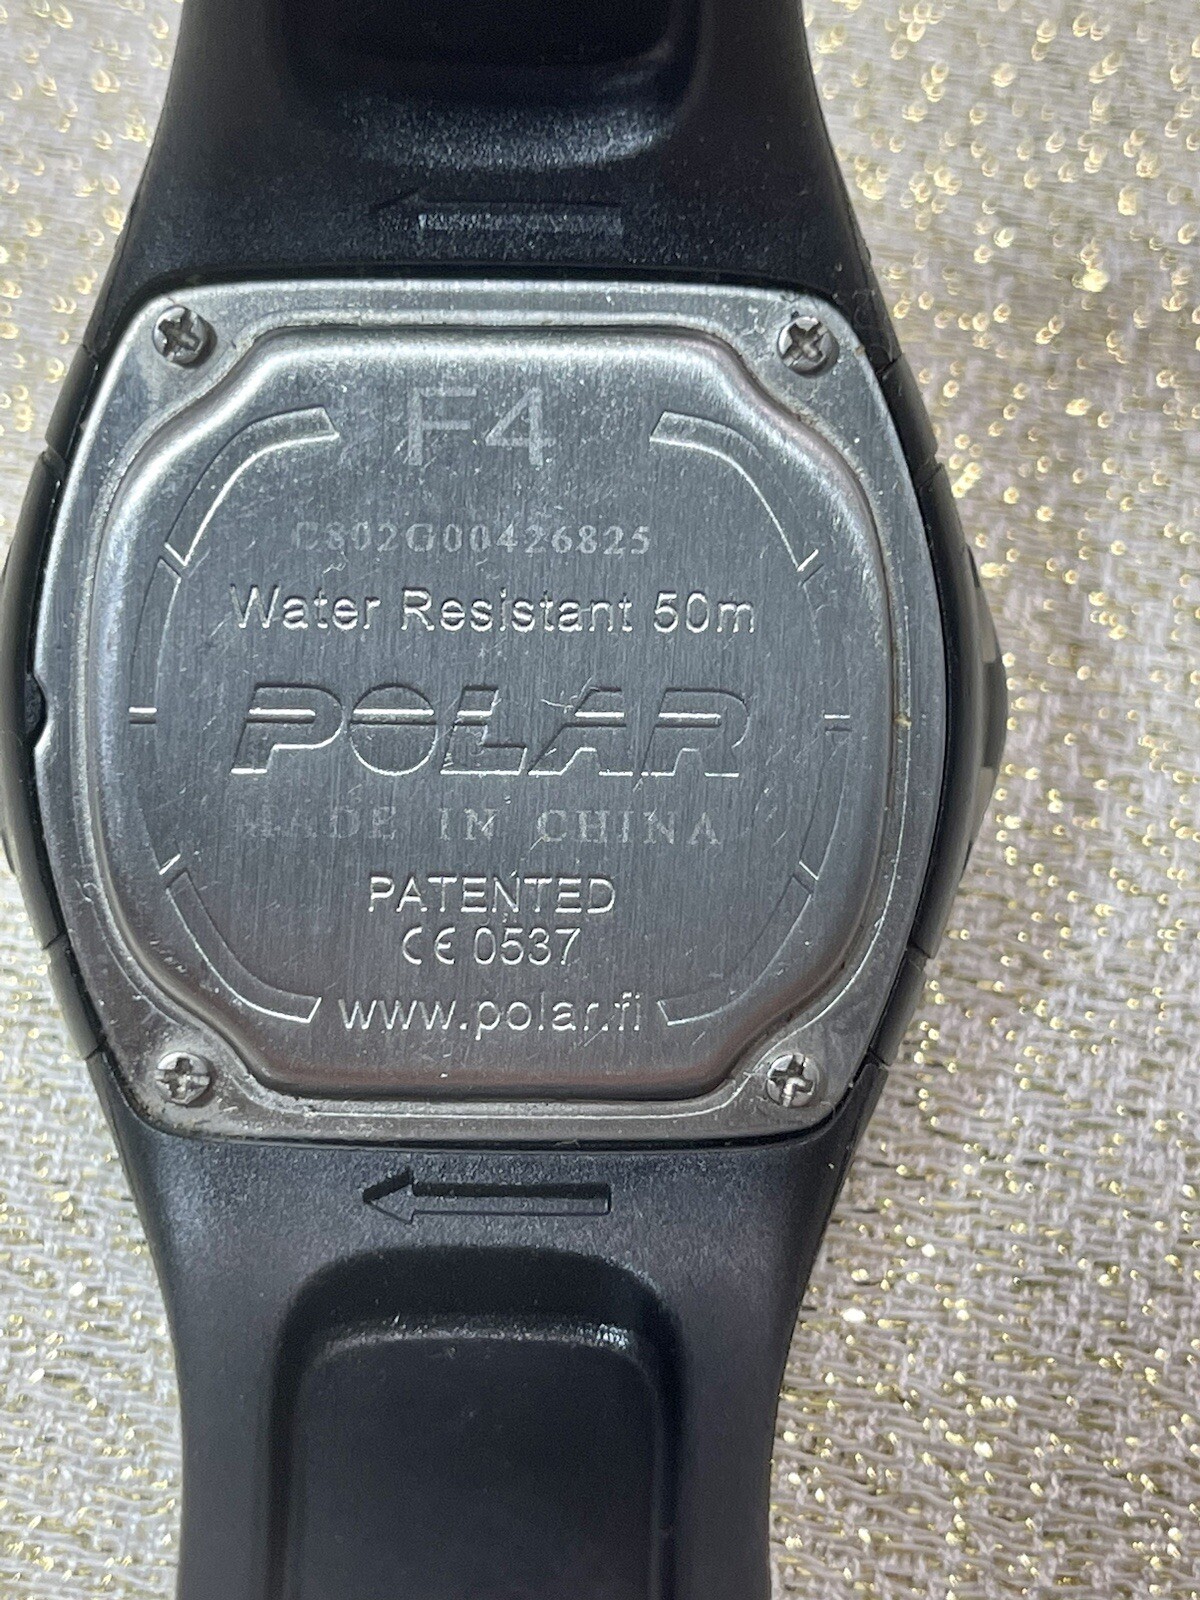 F4
C802G00426825
Water Resistant 50m
POLAR
MADE IN CHINA
PATENTED
CE 0537
www.polar.fi